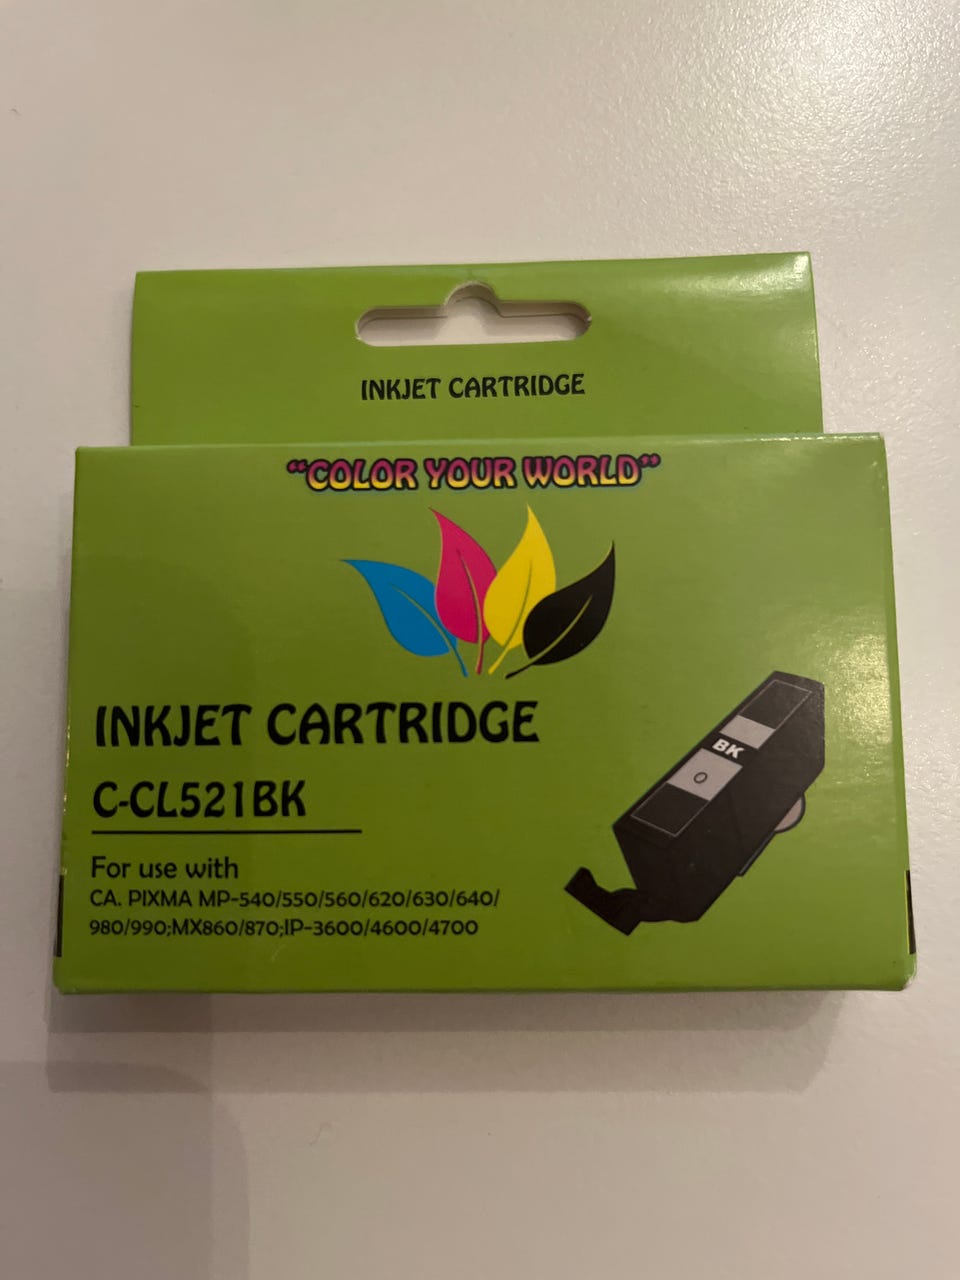 INKJET CARTRIDGE
“COLOR YOUR WORLD”
INKJET CARTRIDGE
C-CL521BK
For use with
CA. PIXMA MP-540/550/560/620/630/640/
980/990;MX860/870;IP-3600/4600/4700
BK
O